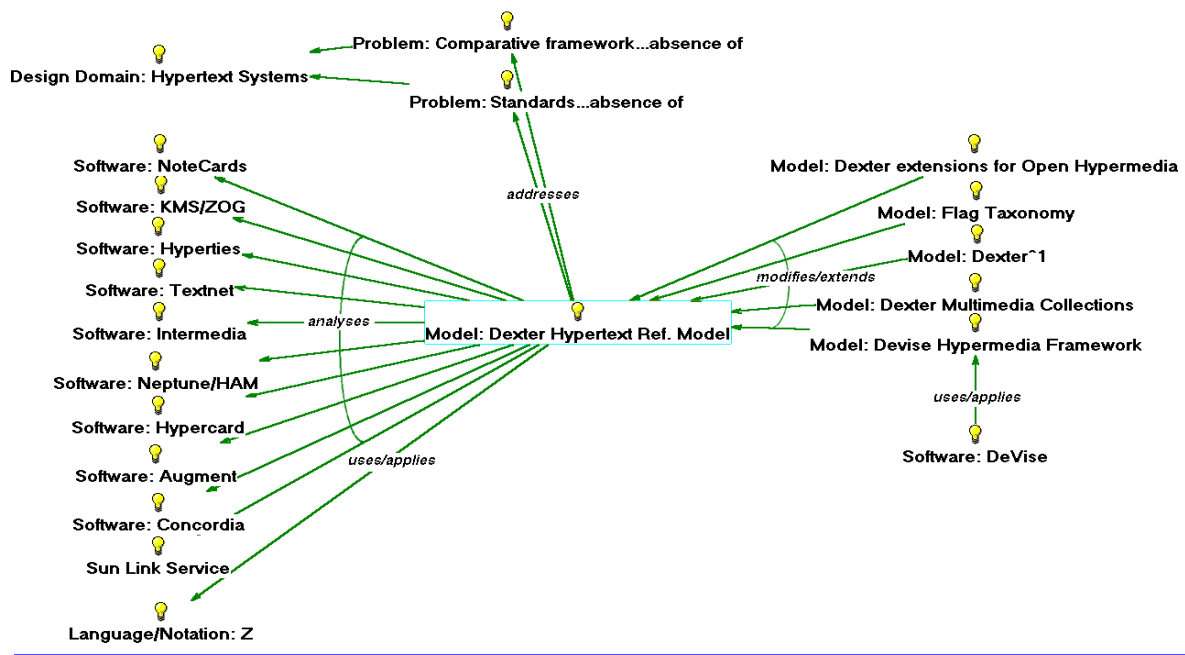 Problem: Comparative framework...absence of
Design Domain: Hypertext Systems
Problem: Standards...absence of
Software: NoteCards
Model: Dexter extensions for Open Hypermedia
addresses
Software: KMS/ZOG
Model: Flag Taxonomy
Software: Hyperties
Model: Dexter^1
modifies/extends
Software: Textnet
Model: Dexter Multimedia Collections
analyses
Software: Intermedia
Model: Dexter Hypertext Ref. Model
Model: Devise Hypermedia Framework
Software: Neptune/HAM
uses/applies
Software: Hypercard
uses/applies
Software: DeVise
Software: Augment
Software: Concordia
Sun Link Service
Language/Notation: Z